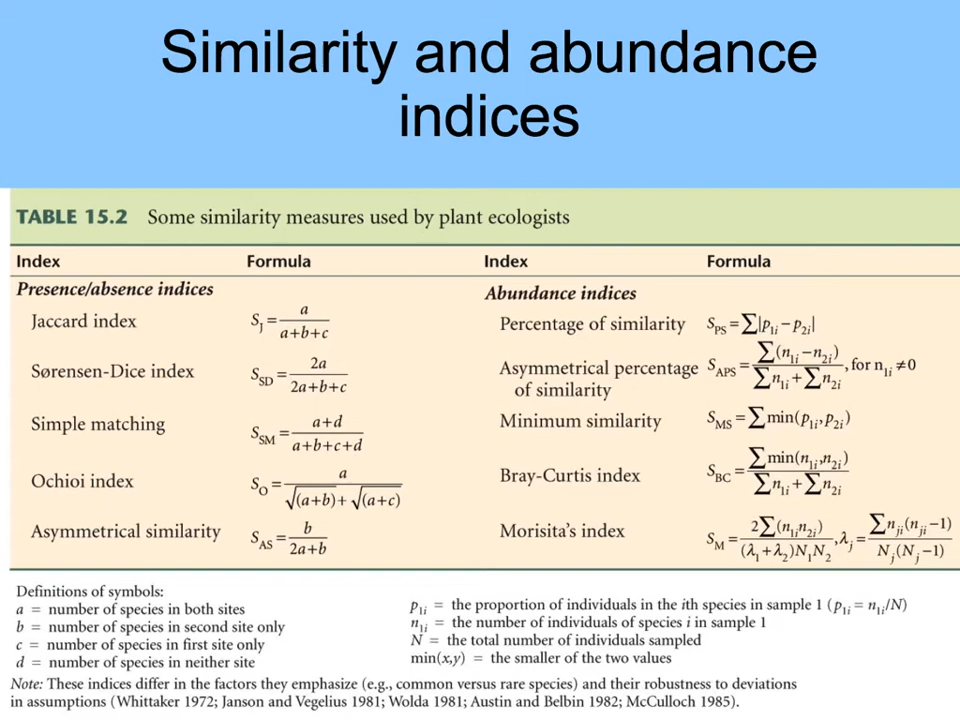 Similarity and abundance
indices
TABLE 15.2 Some similarity measures used by plant ecologists
Index Formula Index Formula
Presence/absence indices Abundance indices
Jaccard index S_J = a / (a+b+c) Percentage of similarity S_PS = ∑|p_1i − p_2i|
Sørensen-Dice index S_SD = 2a / (2a+b+c) Asymmetrical percentage of similarity S_APS = ∑(n_1i − n_2i) / (∑n_1i + ∑n_2i), for n_1i ≠ 0
Simple matching S_SM = (a+d) / (a+b+c+d) Minimum similarity S_MS = ∑min(p_1i, p_2i)
Ochioi index S_O = a / (√(a+b) + √(a+c)) Bray-Curtis index S_BC = ∑min(n_1i, n_2i) / (∑n_1i + ∑n_2i)
Asymmetrical similarity S_AS = b / (2a+b) Morisita’s index S_M = 2∑(n_1i n_2i) / ((λ_1 + λ_2)N_1N_2), λ_j = ∑n_ji(n_ji − 1) / (N_j(N_j − 1))
Definitions of symbols:
a = number of species in both sites
b = number of species in second site only
c = number of species in first site only
d = number of species in neither site
p_1i = the proportion of individuals in the ith species in sample 1 (p_1i = n_1i/N)
n_1i = the number of individuals of species i in sample 1
N = the total number of individuals sampled
min(x,y) = the smaller of the two values
Note: These indices differ in the factors they emphasize (e.g., common versus rare species) and their robustness to deviations
in assumptions (Whittaker 1972; Janson and Vegelius 1981; Wolda 1981; Austin and Belbin 1982; McCulloch 1985).